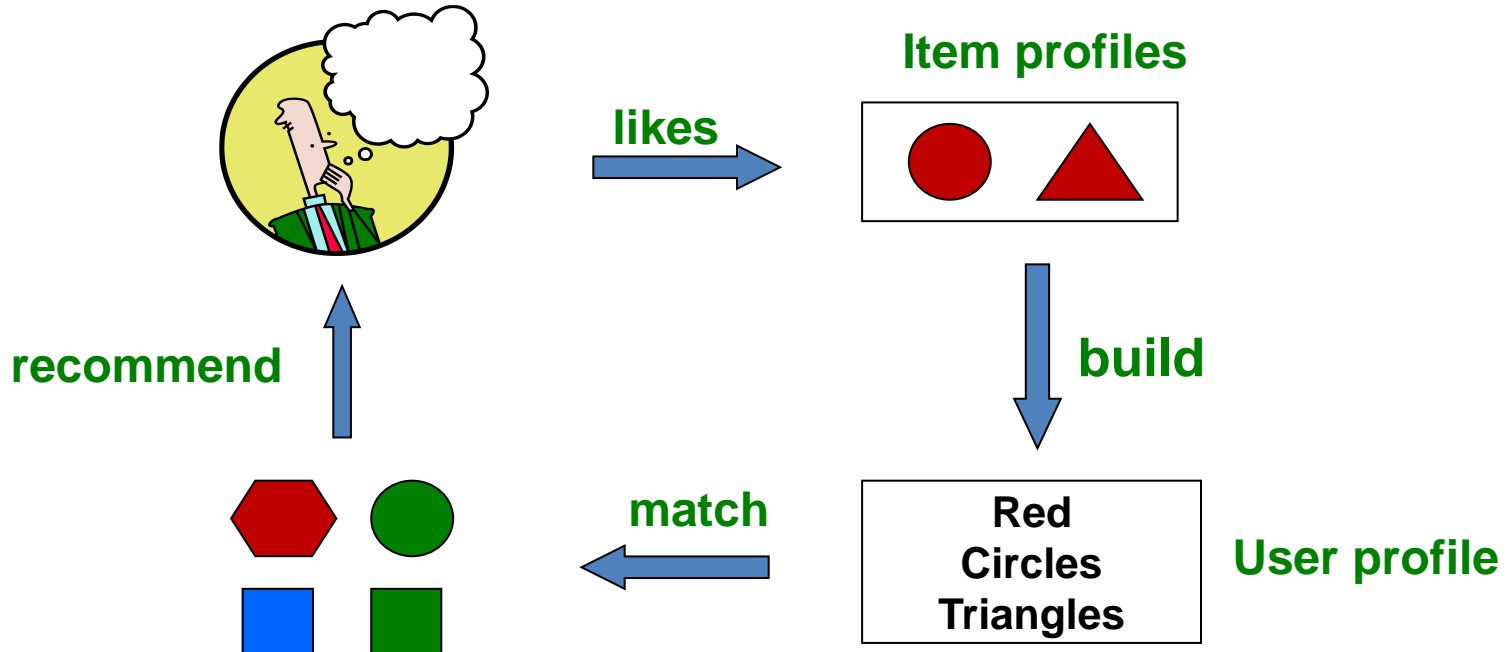 Item profiles
likes
recommend
build
match
Red
Circles
Triangles
User profile